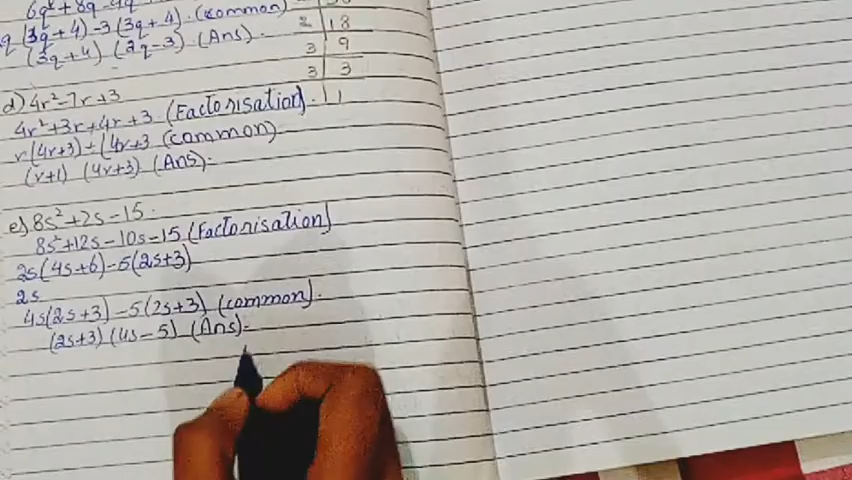 6q² + 8q - 9q
q (3q+4) -3 (3q+4) . (common)
(3q+4) (2q-3) (Ans).
2 | 18
3 | 9
3 | 3
1
d) 4r² - 7r + 3
4r² + 3r + 4r + 3 (Factorisation).
r(4r+3) + (4r+3 (common)
(r+1) (4r+3) (Ans).
e) 8s² + 2s - 15.
8s² + 12s - 10s - 15 (Factorisation)
2s(4s+6) - 5(2s+3)
2s
4s(2s+3) - 5(2s+3) (common).
(2s+3) (4s-5) (Ans).